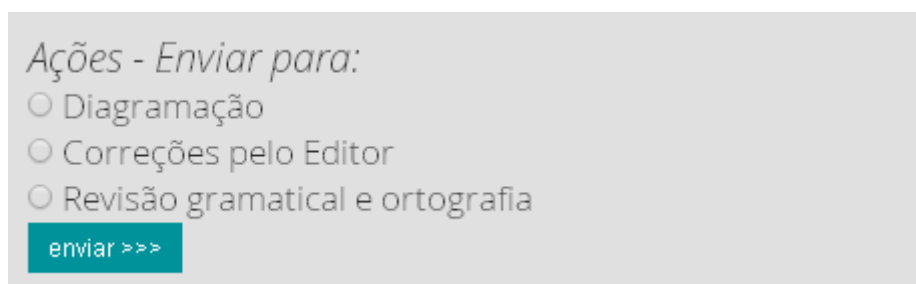 Ações - Enviar para:
Diagramação
Correções pelo Editor
Revisão gramatical e ortografia
enviar >>>